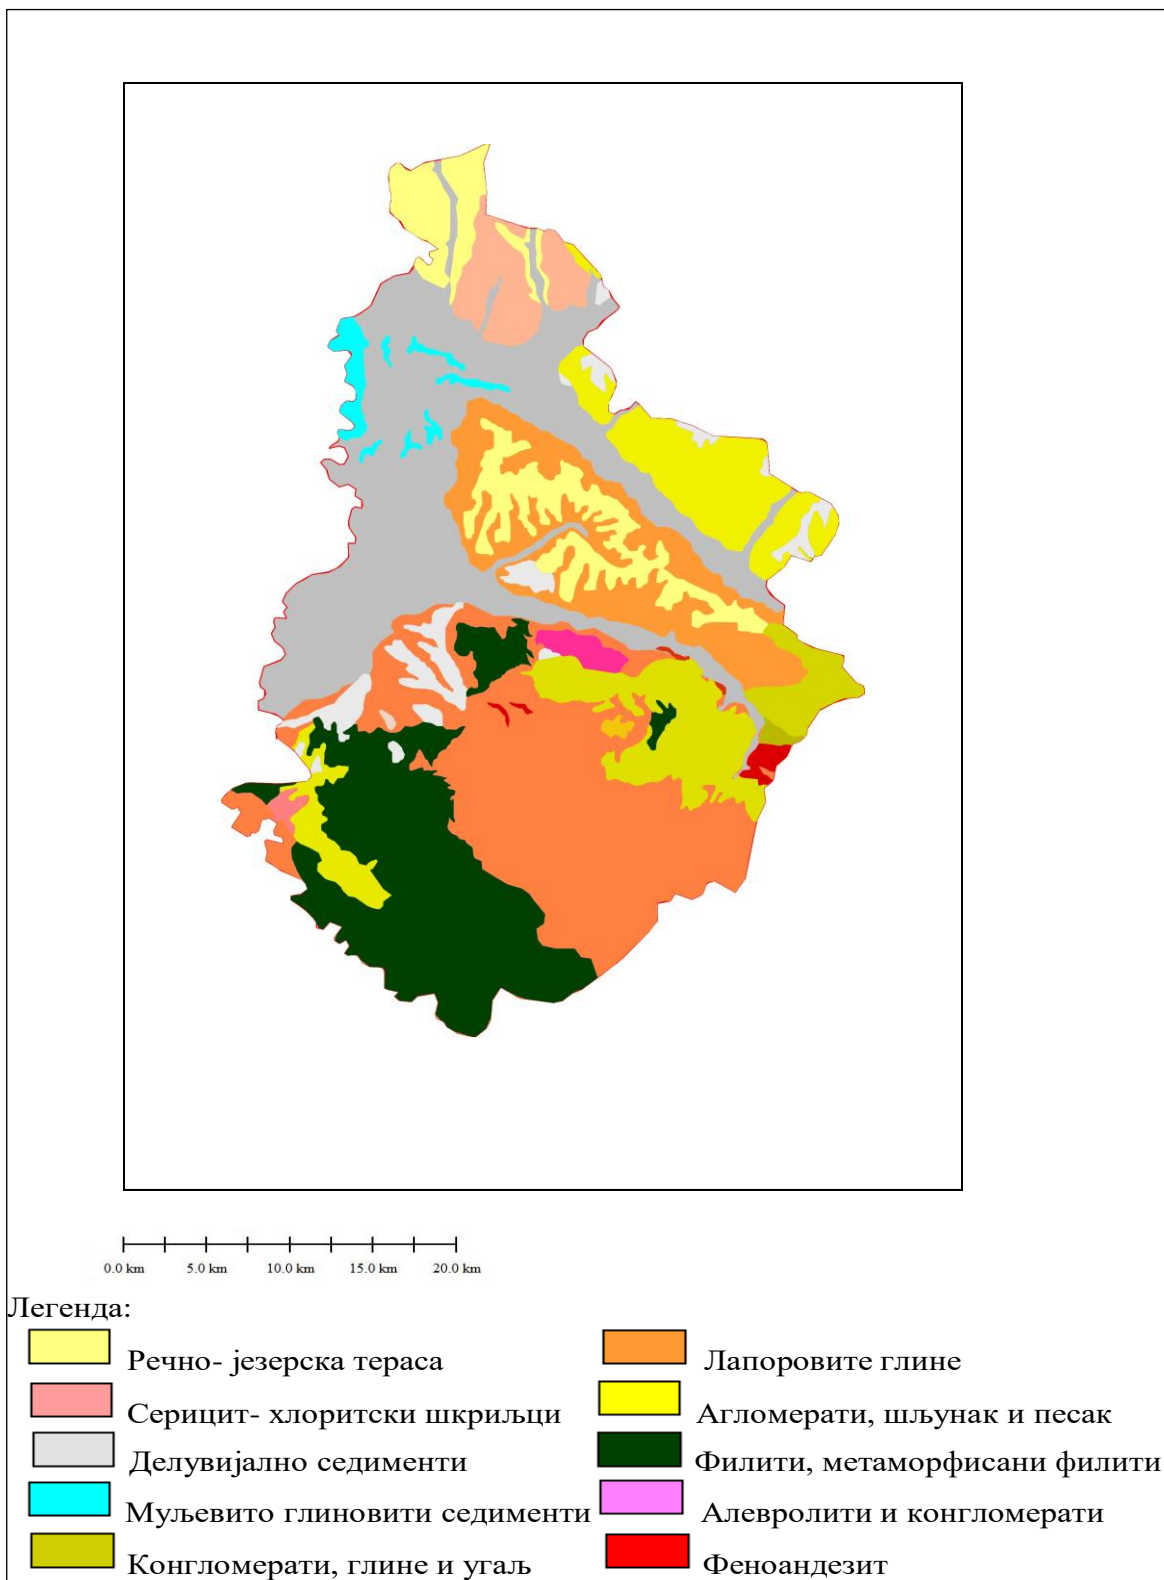 0.0 km 5.0 km 10.0 km 15.0 km 20.0 km
Легенда:
Речно- језерска тераса
Лапоровите глине
Серицит- хлоритски шкриљци
Агломерати, шљунак и песак
Делувијално седименти
Филити, метаморфисани филити
Муљевито глиновити седименти
Алевролити и конгломерати
Конгломерати, глине и угаљ
Феноандезит